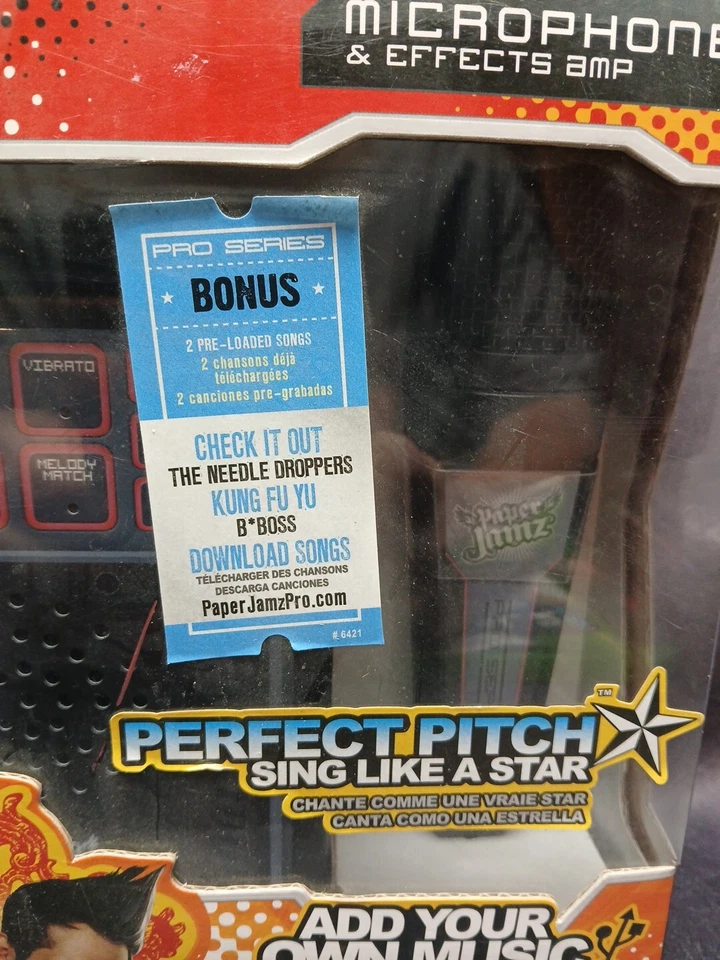 MICROPHONE
& EFFECTS AMP
PRO SERIES
BONUS
2 PRE-LOADED SONGS
2 chansons déjà
téléchargées
2 canciones pre-grabadas
CHECK IT OUT
THE NEEDLE DROPPERS
KUNG FU YU
B*BOSS
DOWNLOAD SONGS
TÉLÉCHARGER DES CHANSONS
DESCARGA CANCIONES
PaperJamzPro.com
#. 6421
VIBRATO
MELODY
MATCH
Paper
Jamz
PERFECT PITCH
TM
SING LIKE A STAR
CHANTE COMME UNE VRAIE STAR
CANTA COMO UNA ESTRELLA
ADD YOUR
OWN MUSIC